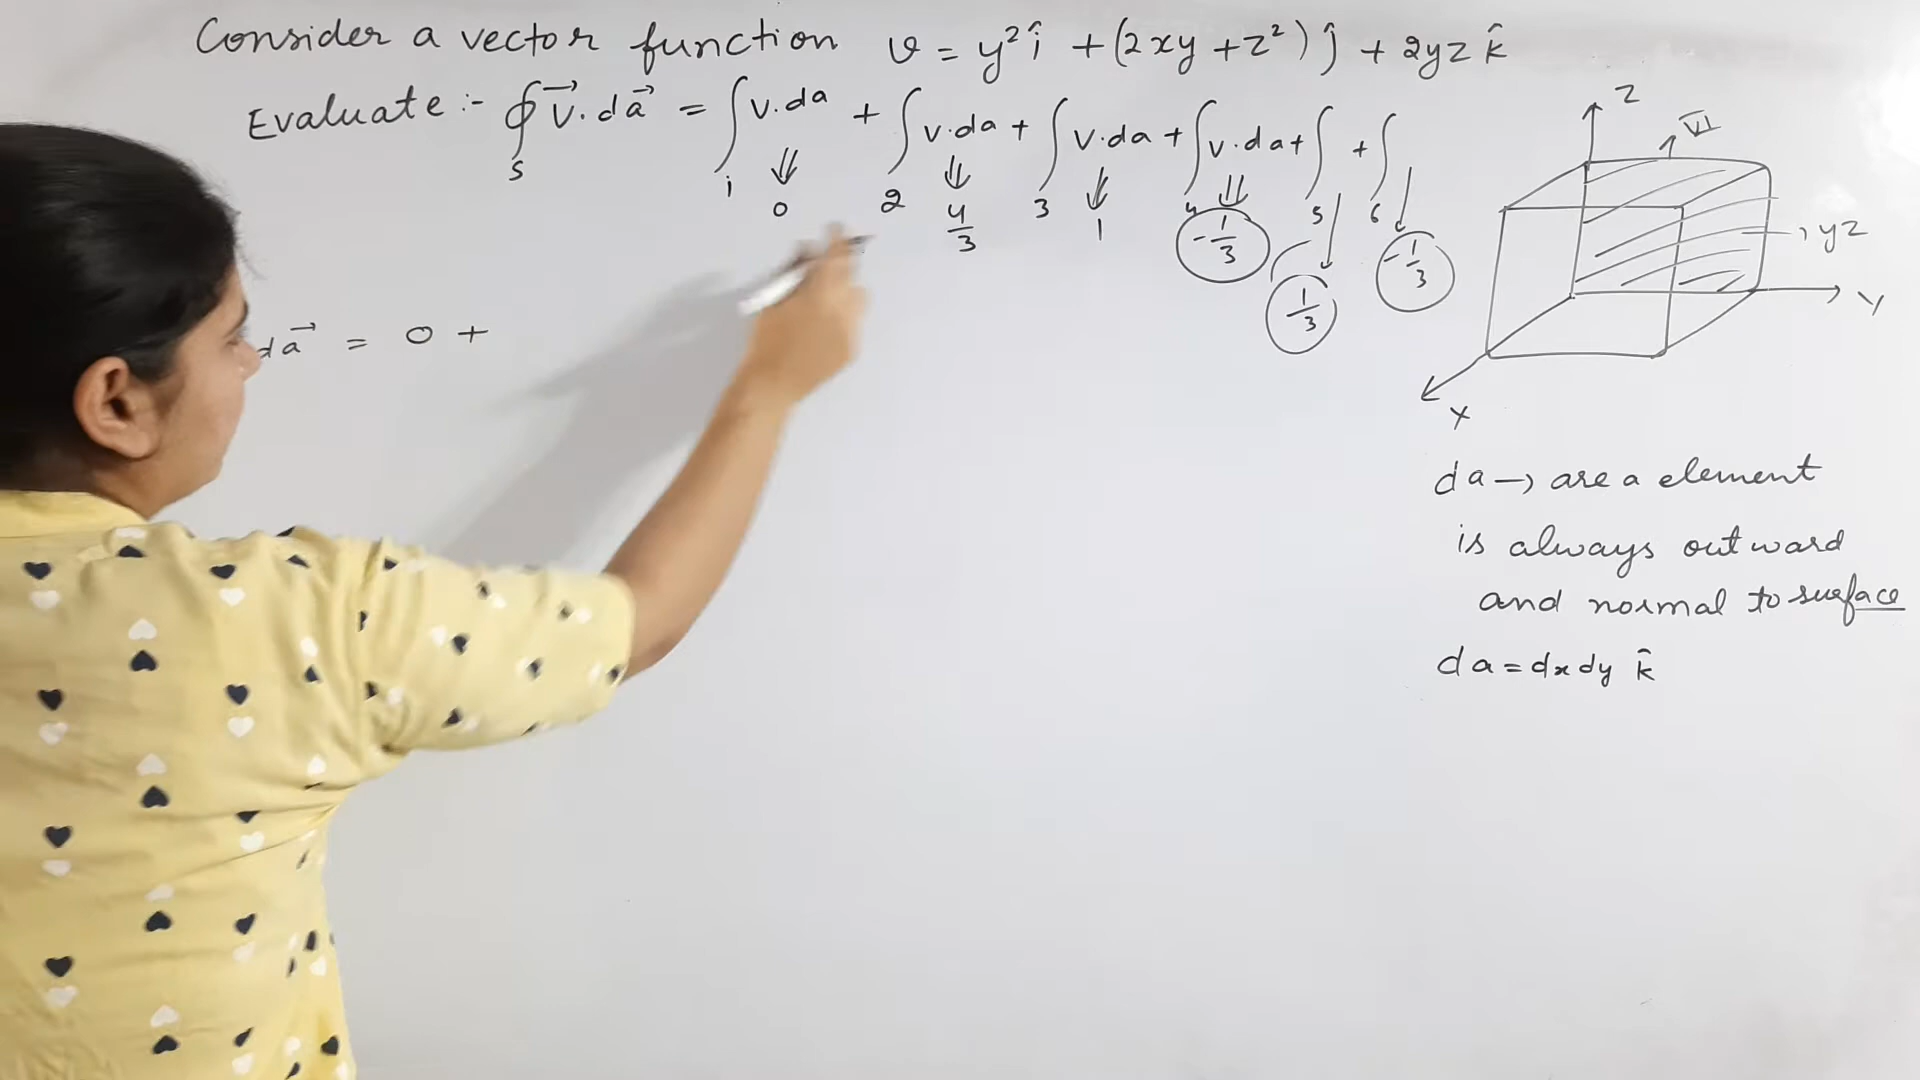 Consider a vector function v = y² î + (2xy + z²) ĵ + 2yz k̂
Evaluate :- ∮ v⃗. da⃗ = ∫ v.da + ∫ v.da + ∫ v.da + ∫ v.da + ∫ + ∫
S 1 2 3 4 5 6
⇓ ⇓ ⇓ ⇓ ↓ ↓
0 4/3 1 -1/3 1/3 -1/3
da⃗ = 0 +
Z
VI
yz
Y
X
da → area element
is always outward
and normal to surface
da = dx dy k̂